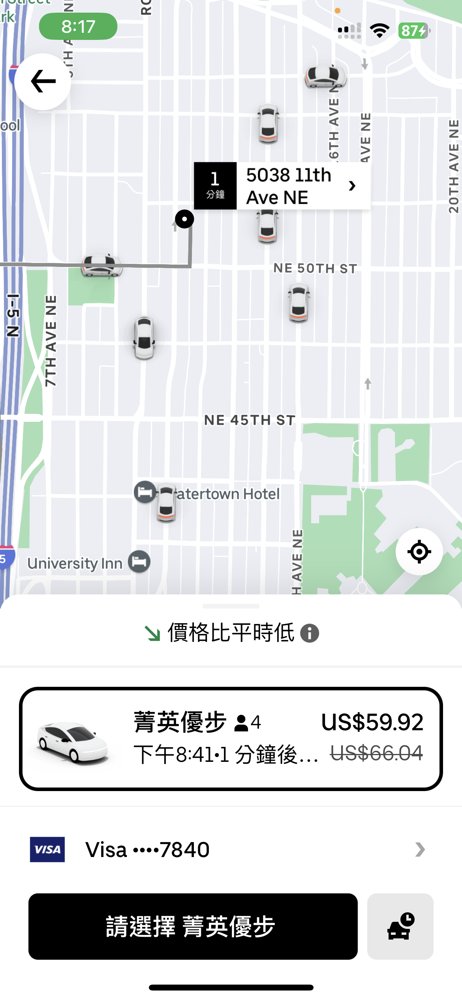 rk
8:17
87
ool
16TH AVE N
AVE NE
20TH AVE NE
1
分鐘
5038 11th
Ave NE
NE 50TH ST
I-5 N
7TH AVE NE
NE 45TH ST
atertown Hotel
H AVE NE
5
University Inn
價格比平時低
菁英優步 4
US$59.92
下午8:41•1 分鐘後...
US$66.04
VISA
Visa ••••7840
請選擇 菁英優步